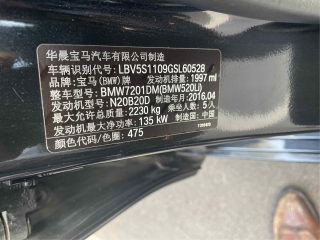 华晨宝马汽车有限公司制造
车辆识别代号: LBV5S1109GSL60528
品牌: 宝马(BMW) 发动机排量: 1997 ml
整车型号: BMW7201DM(BMW520Li)
发动机型号: N20B20D 制造年月: 2016.04
最大允许总质量: 2230 kg 乘坐人数: 5人
发动机最大净功率: 135 kW 制造国: 中国
颜色代码/色圈: 475